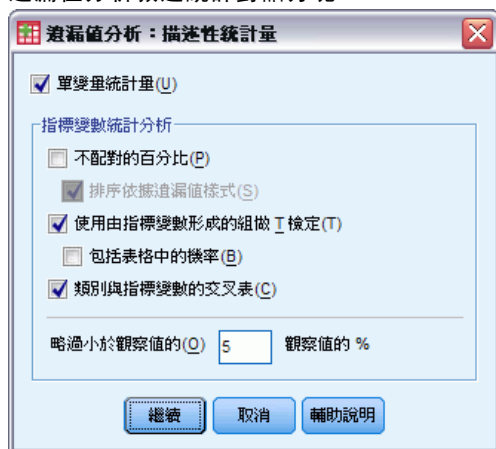 遺漏值分析：描述性統計量
單變量統計量(U)
指標變數統計分析
不配對的百分比(P)
排序依據遺漏值樣式(S)
使用由指標變數形成的組做 T 檢定(T)
包括表格中的機率(B)
類別與指標變數的交叉表(C)
略過小於觀察值的(O) 5 觀察值的 %
繼續 取消 輔助說明